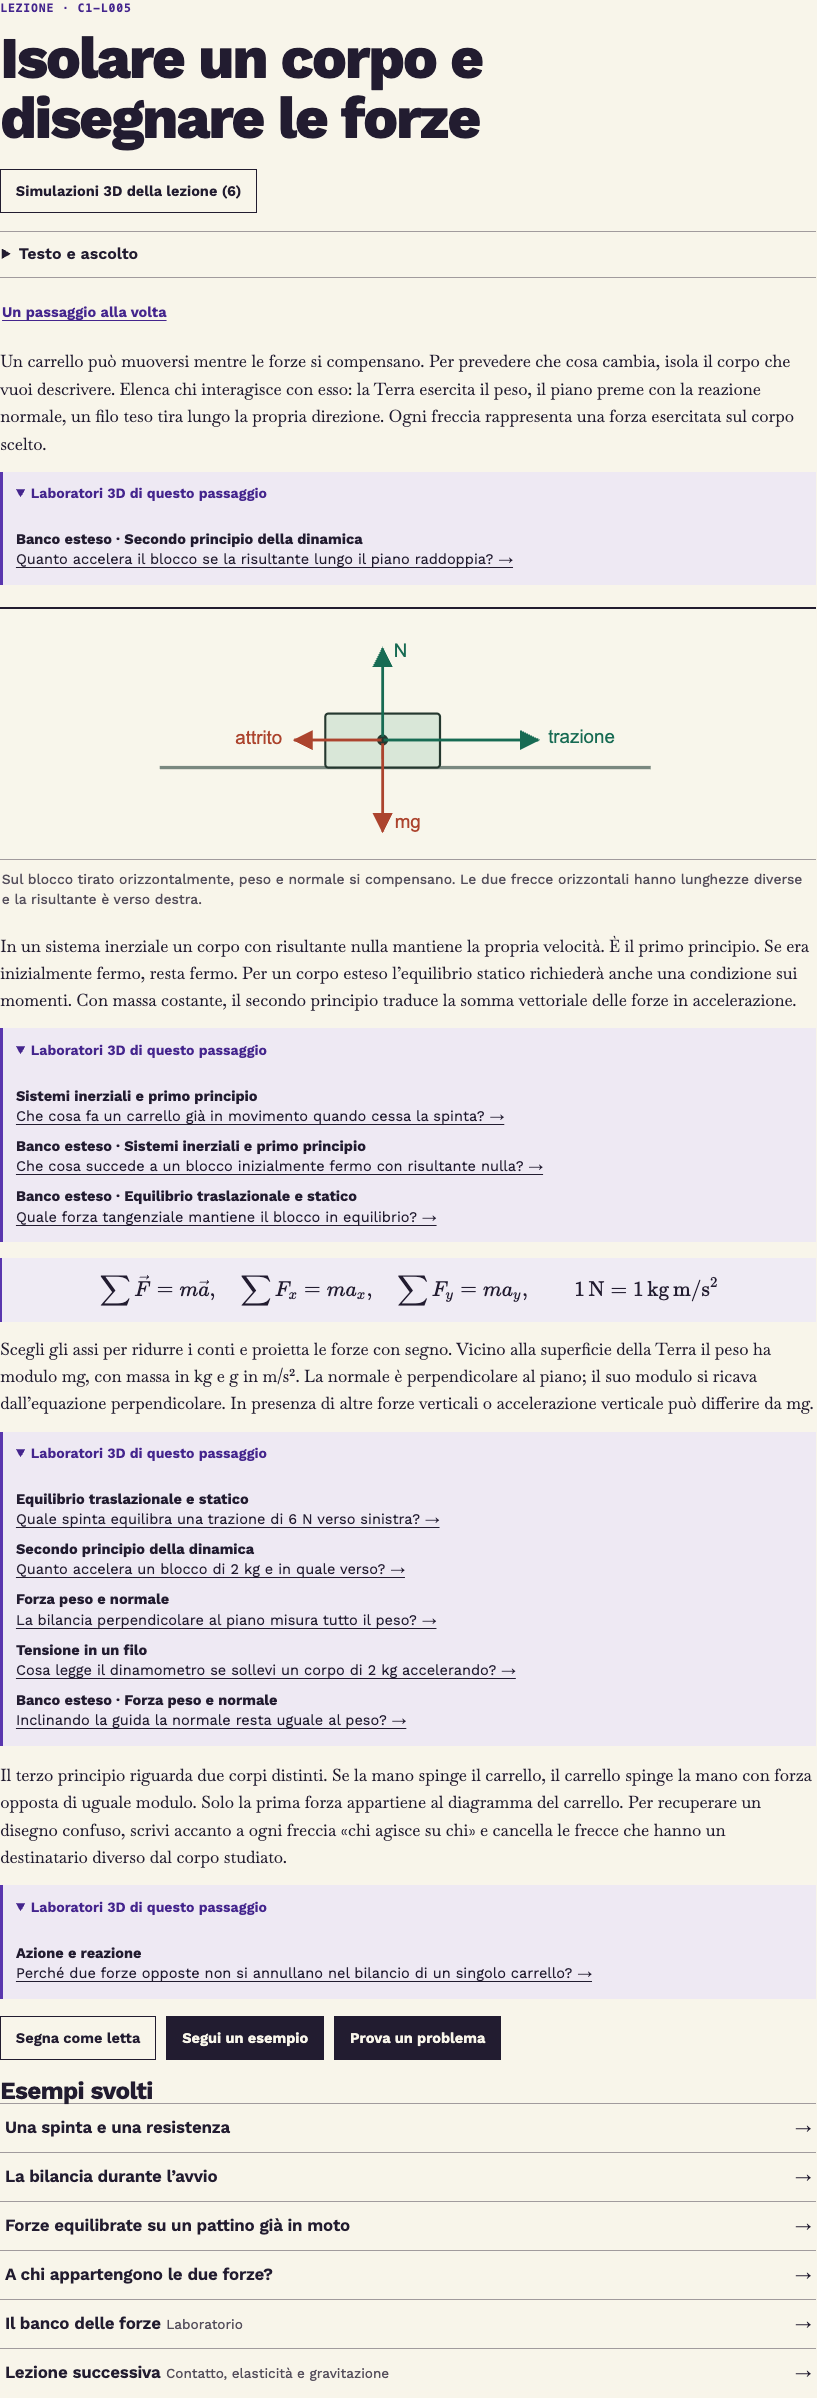 LEZIONE · C1-L005
Isolare un corpo e
disegnare le forze
Simulazioni 3D della lezione (6)
▶ Testo e ascolto
Un passaggio alla volta
Un carrello può muoversi mentre le forze si compensano. Per prevedere che cosa cambia, isola il corpo che
vuoi descrivere. Elenca chi interagisce con esso: la Terra esercita il peso, il piano preme con la reazione
normale, un filo teso tira lungo la propria direzione. Ogni freccia rappresenta una forza esercitata sul corpo
scelto.
▼ Laboratori 3D di questo passaggio
Banco esteso · Secondo principio della dinamica
Quanto accelera il blocco se la risultante lungo il piano raddoppia? →
N
attrito
trazione
mg
Sul blocco tirato orizzontalmente, peso e normale si compensano. Le due frecce orizzontali hanno lunghezze diverse
e la risultante è verso destra.
In un sistema inerziale un corpo con risultante nulla mantiene la propria velocità. È il primo principio. Se era
inizialmente fermo, resta fermo. Per un corpo esteso l’equilibrio statico richiederà anche una condizione sui
momenti. Con massa costante, il secondo principio traduce la somma vettoriale delle forze in accelerazione.
▼ Laboratori 3D di questo passaggio
Sistemi inerziali e primo principio
Che cosa fa un carrello già in movimento quando cessa la spinta? →
Banco esteso · Sistemi inerziali e primo principio
Che cosa succede a un blocco inizialmente fermo con risultante nulla? →
Banco esteso · Equilibrio traslazionale e statico
Quale forza tangenziale mantiene il blocco in equilibrio? →
∑ F⃗ = ma⃗, ∑ Fₓ = maₓ, ∑ F_y = ma_y, 1 N = 1 kg m/s²
Scegli gli assi per ridurre i conti e proietta le forze con segno. Vicino alla superficie della Terra il peso ha
modulo mg, con massa in kg e g in m/s². La normale è perpendicolare al piano; il suo modulo si ricava
dall’equazione perpendicolare. In presenza di altre forze verticali o accelerazione verticale può differire da mg.
▼ Laboratori 3D di questo passaggio
Equilibrio traslazionale e statico
Quale spinta equilibra una trazione di 6 N verso sinistra? →
Secondo principio della dinamica
Quanto accelera un blocco di 2 kg e in quale verso? →
Forza peso e normale
La bilancia perpendicolare al piano misura tutto il peso? →
Tensione in un filo
Cosa legge il dinamometro se sollevi un corpo di 2 kg accelerando? →
Banco esteso · Forza peso e normale
Inclinando la guida la normale resta uguale al peso? →
Il terzo principio riguarda due corpi distinti. Se la mano spinge il carrello, il carrello spinge la mano con forza
opposta di uguale modulo. Solo la prima forza appartiene al diagramma del carrello. Per recuperare un
disegno confuso, scrivi accanto a ogni freccia «chi agisce su chi» e cancella le frecce che hanno un
destinatario diverso dal corpo studiato.
▼ Laboratori 3D di questo passaggio
Azione e reazione
Perché due forze opposte non si annullano nel bilancio di un singolo carrello? →
Segna come letta
Segui un esempio
Prova un problema
Esempi svolti
Una spinta e una resistenza →
La bilancia durante l’avvio →
Forze equilibrate su un pattino già in moto →
A chi appartengono le due forze? →
Il banco delle forze Laboratorio →
Lezione successiva Contatto, elasticità e gravitazione →